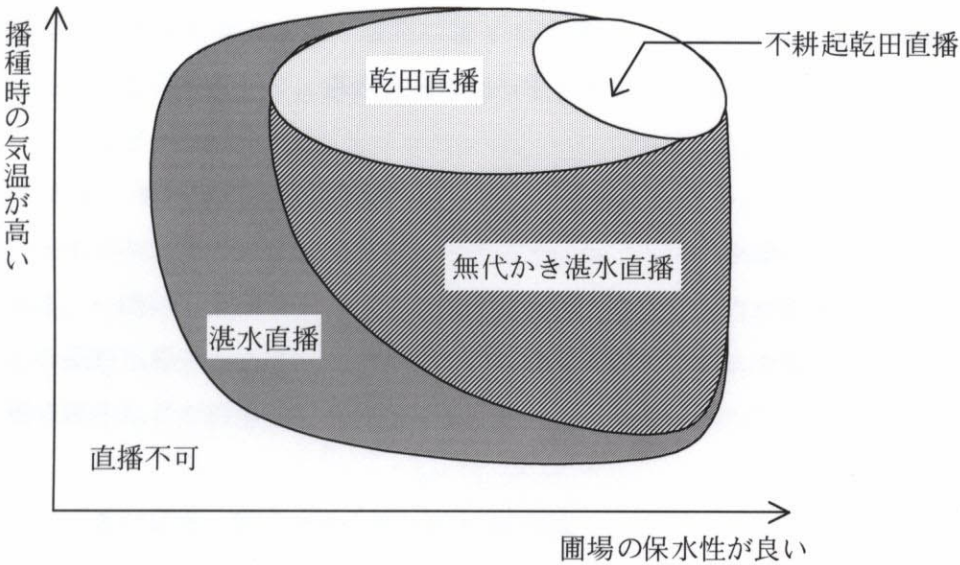 播種時の気温が高い
不耕起乾田直播
乾田直播
無代かき湛水直播
湛水直播
直播不可
圃場の保水性が良い